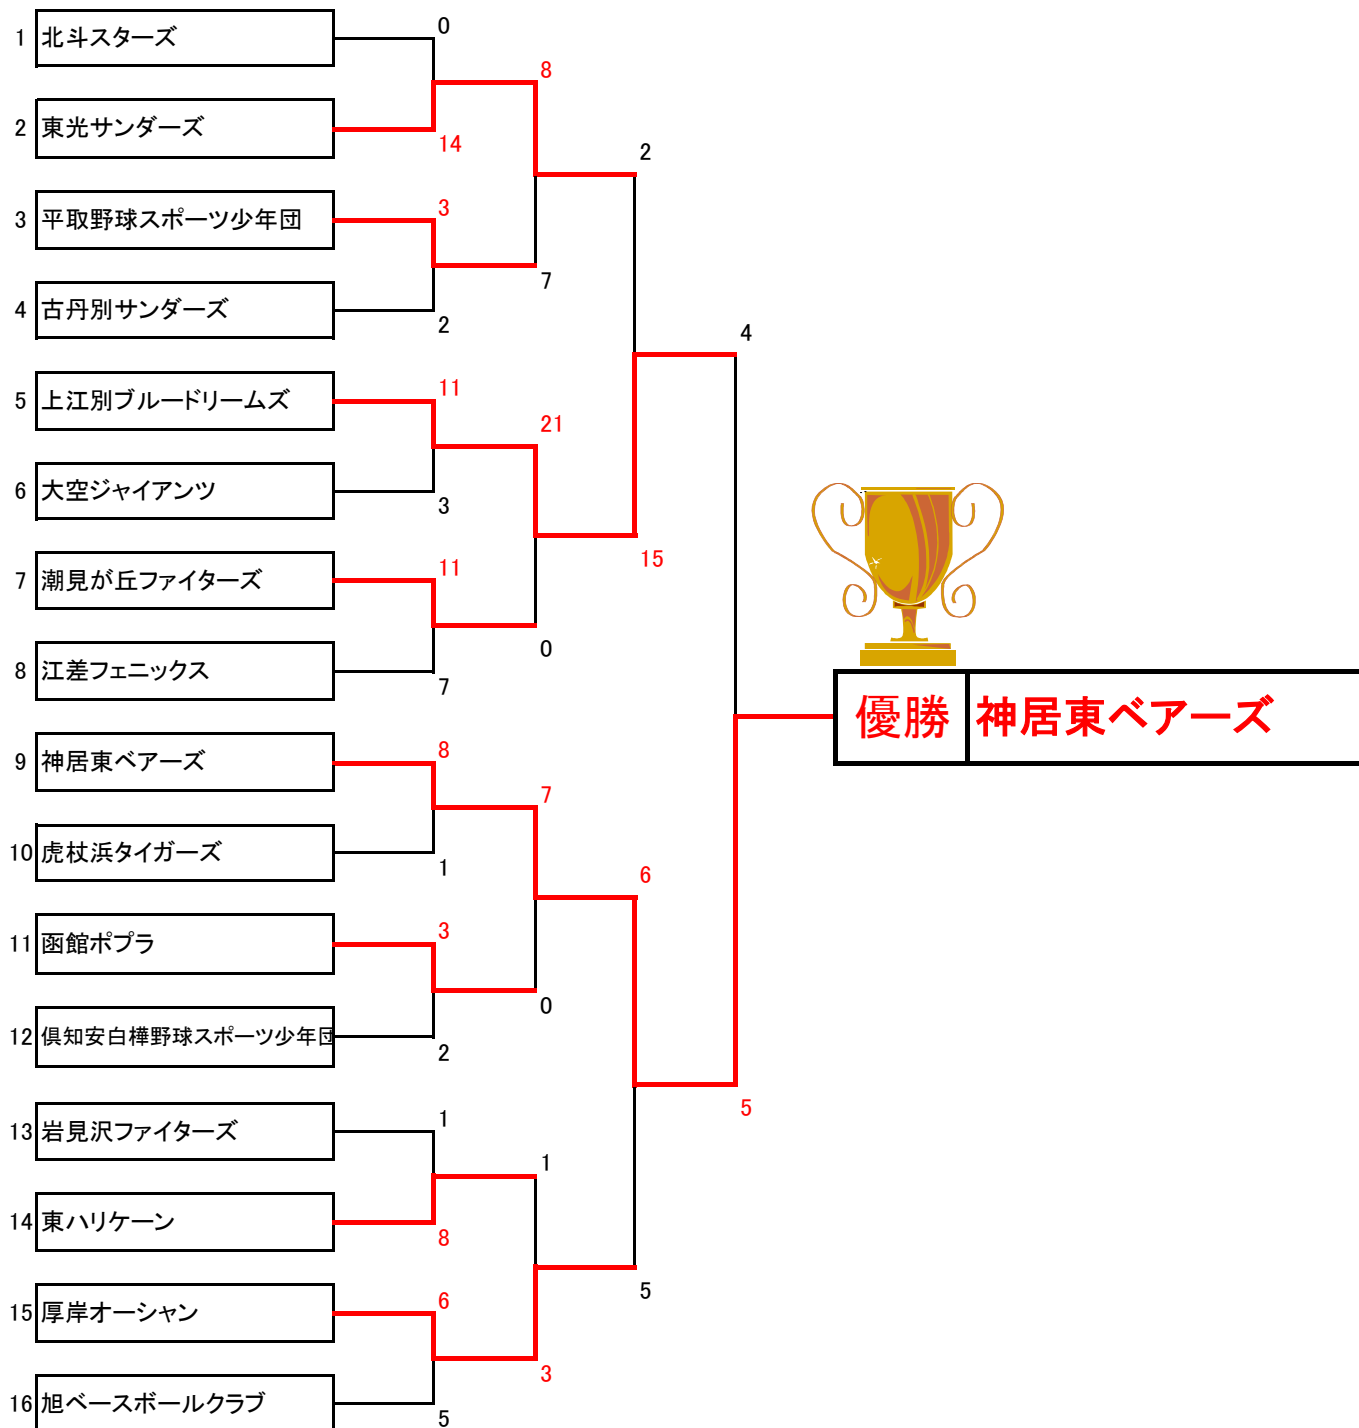 0
1 北斗スターズ
8
2 東光サンダーズ
14
2
3 平取野球スポーツ少年団
3
7
4 古丹別サンダーズ
2
4
5 上江別ブルードリームズ
11
21
6 大空ジャイアンツ
3
15
7 潮見が丘ファイターズ
11
0
8 江差フェニックス
7
優勝 神居東ベアーズ
9 神居東ベアーズ
8
7
10 虎杖浜タイガーズ
1
6
11 函館ポプラ
3
0
12 倶知安白樺野球スポーツ少年団
2
5
13 岩見沢ファイターズ
1
1
14 東ハリケーン
8
5
15 厚岸オーシャン
6
3
16 旭ベースボールクラブ
5